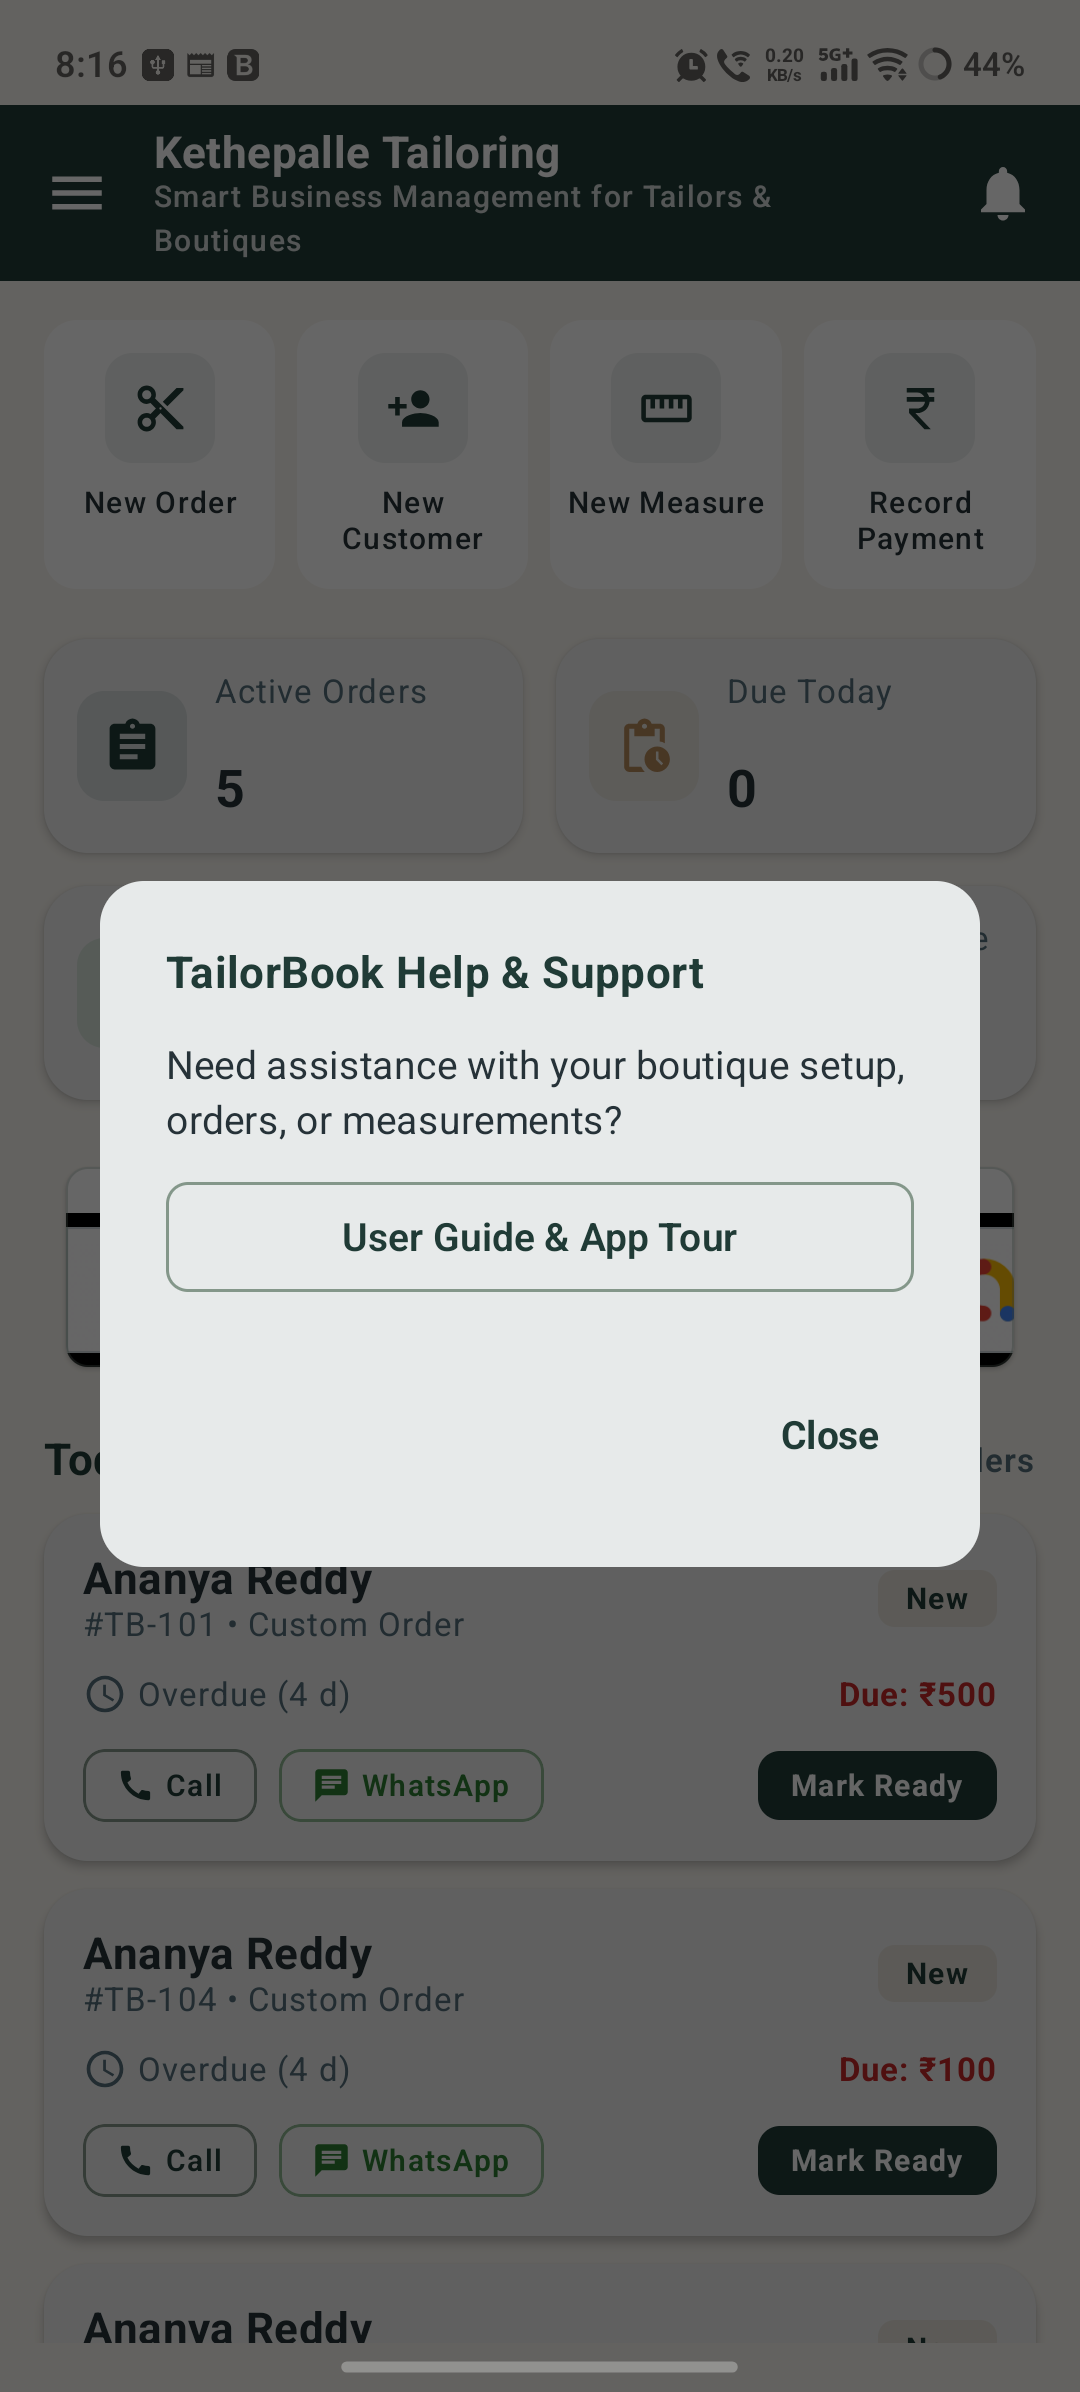 8:16
B
0.20
KB/s
5G+
44%
Kethepalle Tailoring
Smart Business Management for Tailors &
Boutiques
New Order
New
Customer
New Measure
Record
Payment
Active Orders
5
Due Today
0
TailorBook Help & Support
Need assistance with your boutique setup,
orders, or measurements?
User Guide & App Tour
Close
Ananya Reddy
New
#TB-101 • Custom Order
Overdue (4 d)
Due: ₹500
Call
WhatsApp
Mark Ready
Ananya Reddy
New
#TB-104 • Custom Order
Overdue (4 d)
Due: ₹100
Call
WhatsApp
Mark Ready
Ananya Reddy